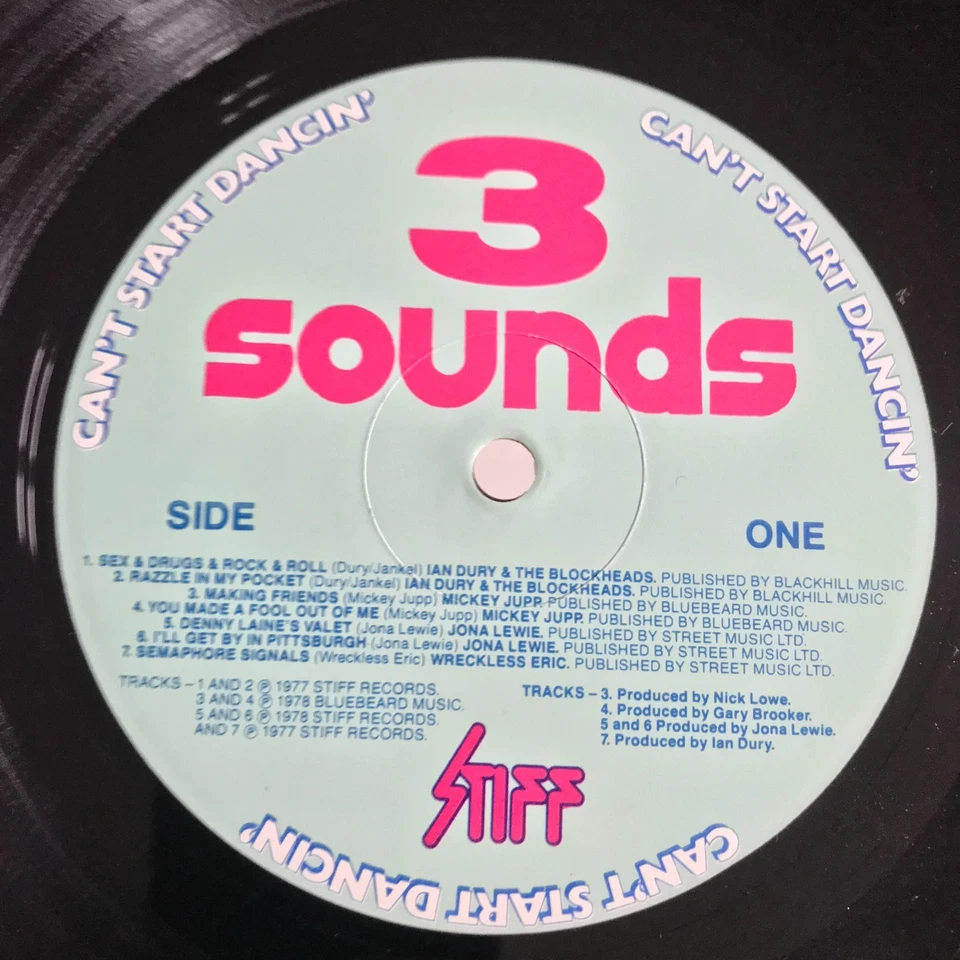 CAN'T START DANCIN'
CAN'T START DANCIN'
3
sounds
SIDE
ONE
1. SEX & DRUGS & ROCK & ROLL (Dury/Jankel) IAN DURY & THE BLOCKHEADS. PUBLISHED BY BLACKHILL MUSIC.
2. RAZZLE IN MY POCKET (Dury/Jankel) IAN DURY & THE BLOCKHEADS. PUBLISHED BY BLACKHILL MUSIC.
3. MAKING FRIENDS (Mickey Jupp) MICKEY JUPP. PUBLISHED BY BLUEBEARD MUSIC.
4. YOU MADE A FOOL OUT OF ME (Mickey Jupp) MICKEY JUPP. PUBLISHED BY BLUEBEARD MUSIC.
5. DENNY LAINE'S VALET (Jona Lewie) JONA LEWIE. PUBLISHED BY STREET MUSIC LTD.
6. I'LL GET BY IN PITTSBURGH (Jona Lewie) JONA LEWIE. PUBLISHED BY STREET MUSIC LTD.
7. SEMAPHORE SIGNALS (Wreckless Eric) WRECKLESS ERIC. PUBLISHED BY STREET MUSIC LTD.
TRACKS – 1 AND 2 ℗ 1977 STIFF RECORDS.
3 AND 4 ℗ 1978 BLUEBEARD MUSIC.
5 AND 6 ℗ 1978 STIFF RECORDS.
AND 7 ℗ 1977 STIFF RECORDS.
TRACKS – 3. Produced by Nick Lowe.
4. Produced by Gary Brooker.
5 and 6 Produced by Jona Lewie.
7. Produced by Ian Dury.
STIFF
CAN'T START DANCIN'